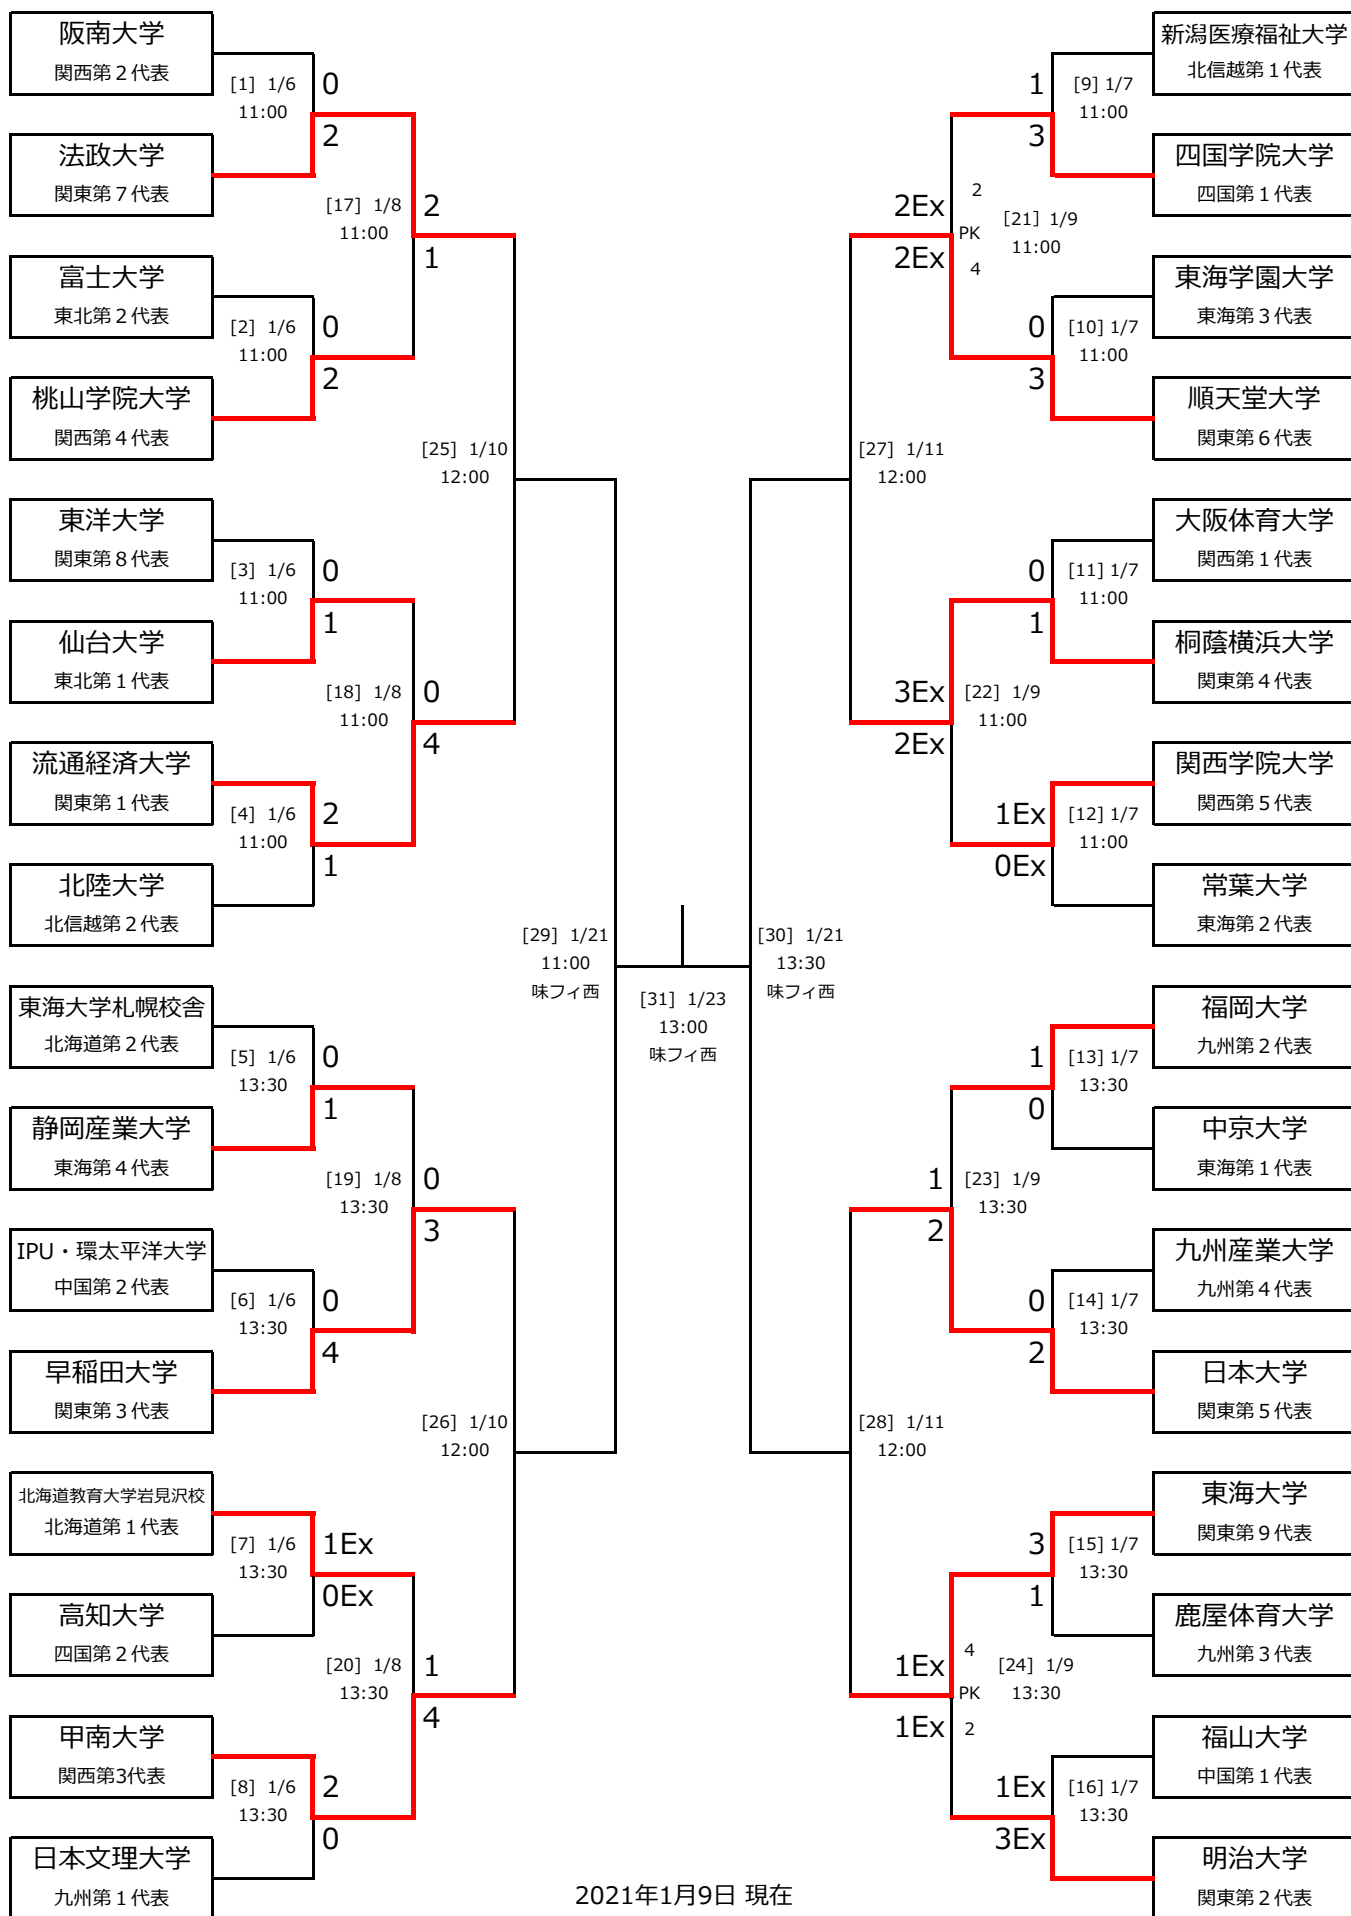 阪南大学
関西第２代表
[1] 1/6
11:00
0
2
法政大学
関東第７代表
[17] 1/8
11:00
2
1
富士大学
東北第２代表
[2] 1/6
11:00
0
2
桃山学院大学
関西第４代表
[25] 1/10
12:00
東洋大学
関東第８代表
[3] 1/6
11:00
0
1
仙台大学
東北第１代表
[18] 1/8
11:00
0
4
流通経済大学
関東第１代表
[4] 1/6
11:00
2
1
北陸大学
北信越第２代表
[29] 1/21
11:00
味フィ西
東海大学札幌校舎
北海道第２代表
[5] 1/6
13:30
0
1
静岡産業大学
東海第４代表
[19] 1/8
13:30
0
3
IPU・環太平洋大学
中国第２代表
[6] 1/6
13:30
0
4
早稲田大学
関東第３代表
[26] 1/10
12:00
北海道教育大学岩見沢校
北海道第１代表
[7] 1/6
13:30
1Ex
0Ex
高知大学
四国第２代表
[20] 1/8
13:30
1
4
甲南大学
関西第3代表
[8] 1/6
13:30
2
0
日本文理大学
九州第１代表
[31] 1/23
13:00
味フィ西
新潟医療福祉大学
北信越第１代表
1
[9] 1/7
11:00
3
四国学院大学
四国第１代表
2Ex
2
PK
[21] 1/9
11:00
2Ex
4
東海学園大学
東海第３代表
0
[10] 1/7
11:00
3
順天堂大学
関東第６代表
[27] 1/11
12:00
大阪体育大学
関西第１代表
0
[11] 1/7
11:00
1
桐蔭横浜大学
関東第４代表
3Ex
[22] 1/9
11:00
2Ex
関西学院大学
関西第５代表
1Ex
[12] 1/7
11:00
0Ex
常葉大学
東海第２代表
[30] 1/21
13:30
味フィ西
福岡大学
九州第２代表
1
[13] 1/7
13:30
0
中京大学
東海第１代表
1
[23] 1/9
13:30
2
九州産業大学
九州第４代表
0
[14] 1/7
13:30
2
日本大学
関東第５代表
[28] 1/11
12:00
東海大学
関東第９代表
3
[15] 1/7
13:30
1
鹿屋体育大学
九州第３代表
1Ex
4
PK
[24] 1/9
13:30
1Ex
2
福山大学
中国第１代表
1Ex
[16] 1/7
13:30
3Ex
明治大学
関東第２代表
2021年1月9日 現在